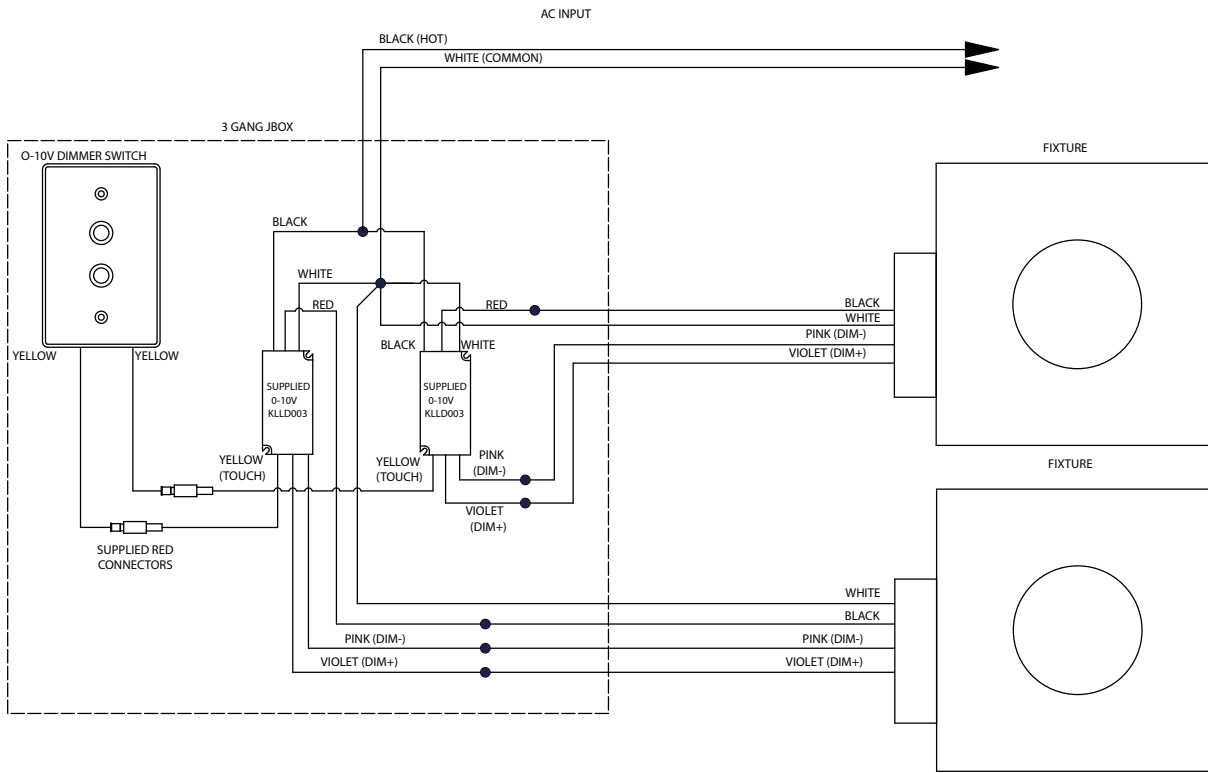 AC INPUT
BLACK (HOT)
WHITE (COMMON)
3 GANG JBOX
O-10V DIMMER SWITCH
FIXTURE
BLACK
WHITE
RED
RED
BLACK
WHITE
PINK (DIM-)
VIOLET (DIM+)
YELLOW
YELLOW
BLACK
WHITE
SUPPLIED
0-10V
KLLD003
SUPPLIED
0-10V
KLLD003
YELLOW
(TOUCH)
YELLOW
(TOUCH)
PINK
(DIM-)
VIOLET
(DIM+)
FIXTURE
SUPPLIED RED
CONNECTORS
WHITE
BLACK
PINK (DIM-)
PINK (DIM-)
VIOLET (DIM+)
VIOLET (DIM+)